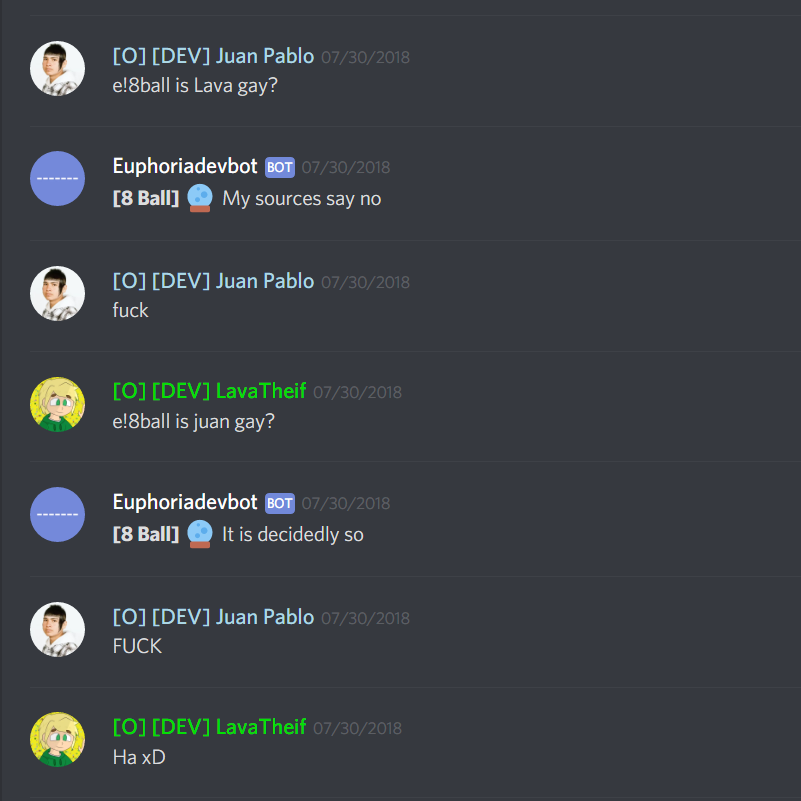 [O] [DEV] Juan Pablo 07/30/2018
e!8ball is Lava gay?
Euphoriadevbot BOT 07/30/2018
[8 Ball] My sources say no
[O] [DEV] Juan Pablo 07/30/2018
fuck
[O] [DEV] LavaTheif 07/30/2018
e!8ball is juan gay?
Euphoriadevbot BOT 07/30/2018
[8 Ball] It is decidedly so
[O] [DEV] Juan Pablo 07/30/2018
FUCK
[O] [DEV] LavaTheif 07/30/2018
Ha xD